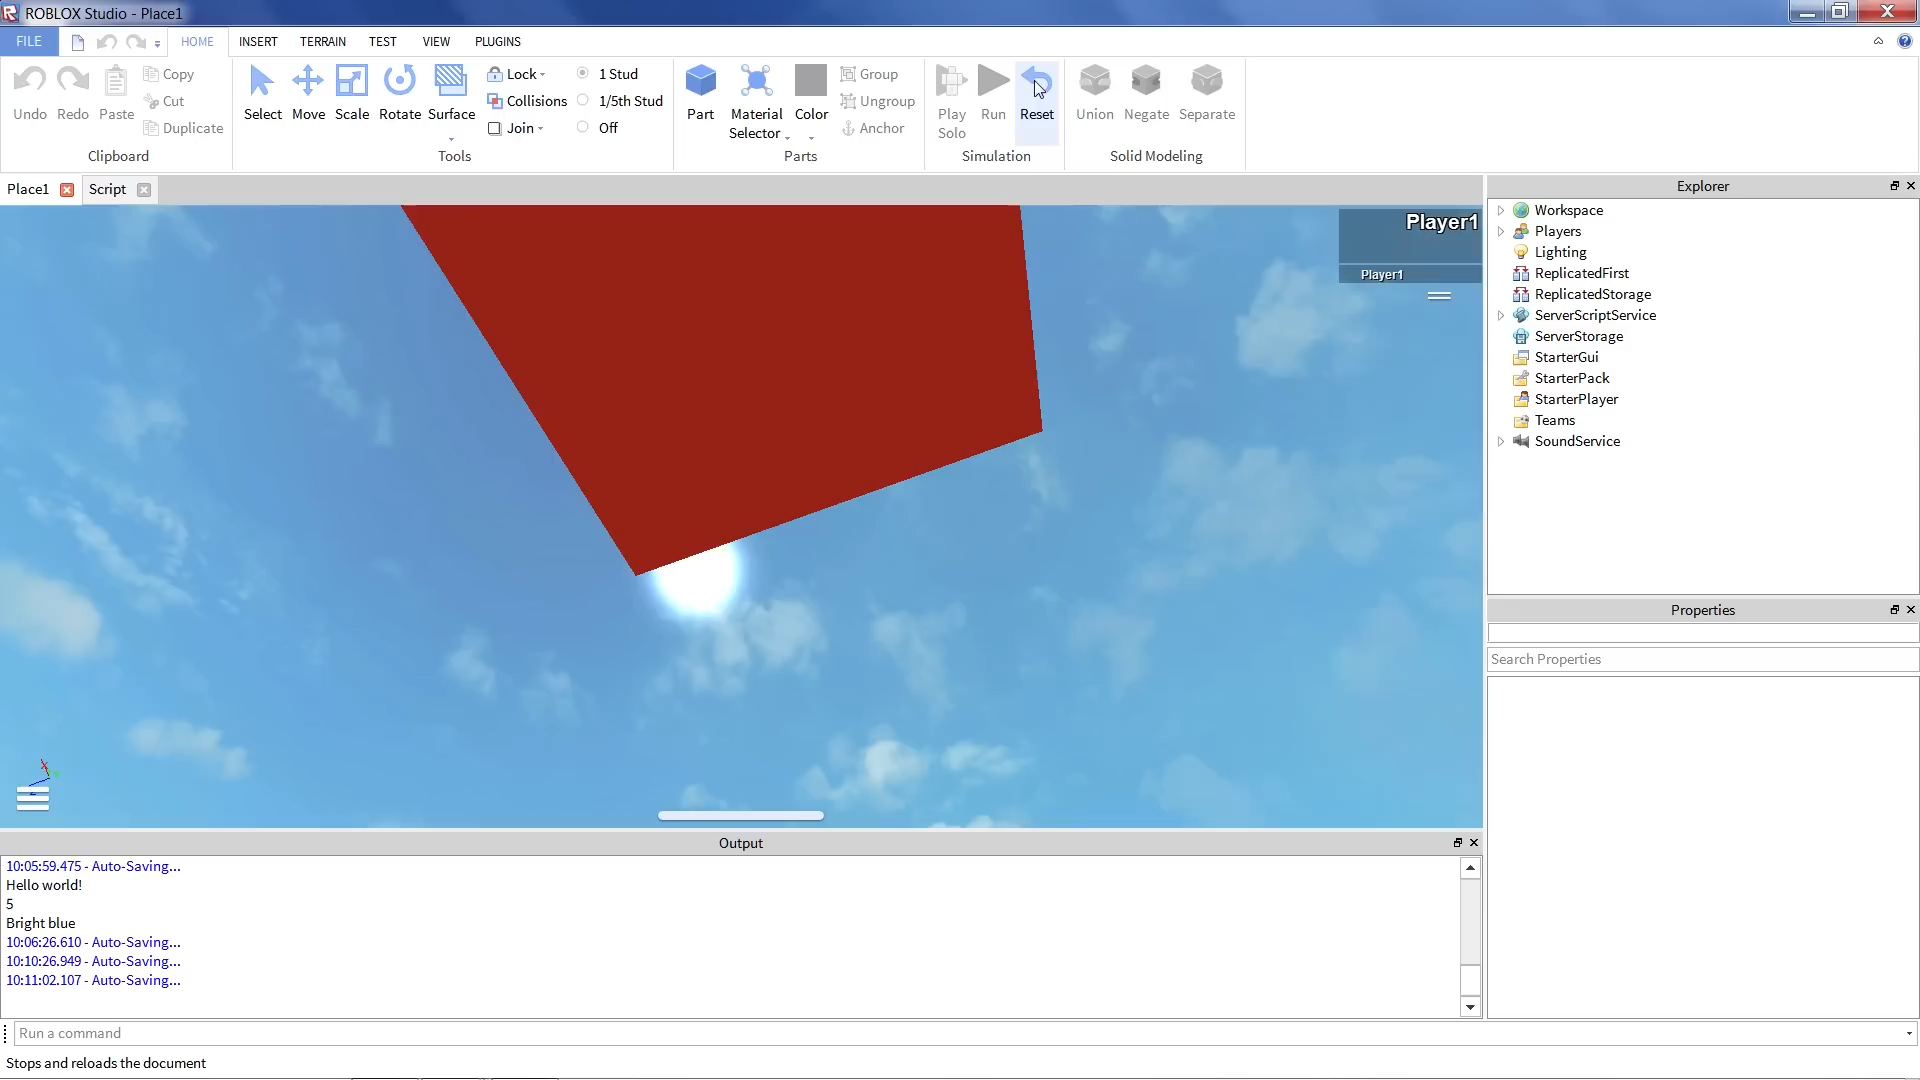 ROBLOX Studio - Place1
FILE
HOME
INSERT
TERRAIN
TEST
VIEW
PLUGINS
Undo
Redo
Paste
Copy
Cut
Duplicate
Clipboard
Select
Move
Scale
Rotate
Surface
Lock
Collisions
Join
1 Stud
1/5th Stud
Off
Tools
Part
Material
Selector
Color
Group
Ungroup
Anchor
Parts
Play
Solo
Run
Reset
Simulation
Union
Negate
Separate
Solid Modeling
Place1
Script
Player1
Player1
X
Explorer
Workspace
Players
Lighting
ReplicatedFirst
ReplicatedStorage
ServerScriptService
ServerStorage
StarterGui
StarterPack
StarterPlayer
Teams
SoundService
Properties
Search Properties
Output
10:05:59.475 - Auto-Saving...
Hello world!
5
Bright blue
10:06:26.610 - Auto-Saving...
10:10:26.949 - Auto-Saving...
10:11:02.107 - Auto-Saving...
Run a command
Stops and reloads the document